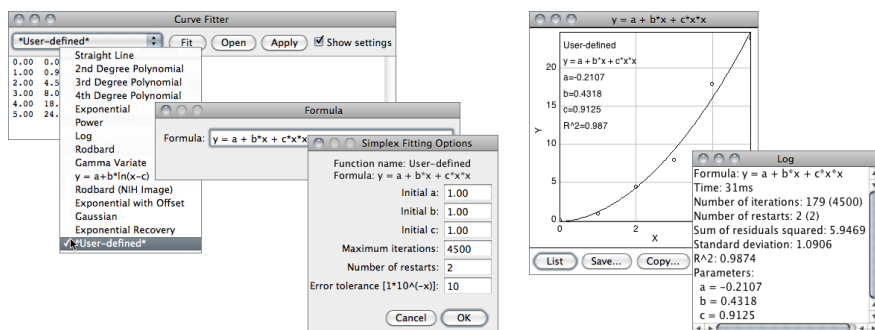 Curve Fitter
*User-defined*
Fit
Open
Apply
Show settings
0.00 0.0
1.00 0.9
2.00 4.5
3.00 8.0
4.00 18.
5.00 24.
Straight Line
2nd Degree Polynomial
3rd Degree Polynomial
4th Degree Polynomial
Exponential
Power
Log
Rodbard
Gamma Variate
y = a+b*ln(x-c)
Rodbard (NIH Image)
Exponential with Offset
Gaussian
Exponential Recovery
*User-defined*
Formula
Formula: y = a + b*x + c*x*x
Simplex Fitting Options
Function name: User-defined
Formula: y = a + b*x + c*x*x
Initial a: 1.00
Initial b: 1.00
Initial c: 1.00
Maximum iterations: 4500
Number of restarts: 2
Error tolerance [1*10^(-x)]: 10
Cancel
OK
y = a + b*x + c*x*x
User-defined
y = a + b*x + c*x*x
a=-0.2107
b=0.4318
c=0.9125
R^2=0.987
20
15
10
5
0
Y
0
2
X
List
Save...
Copy...
Log
Formula: y = a + b*x + c*x*x
Time: 31ms
Number of iterations: 179 (4500)
Number of restarts: 2 (2)
Sum of residuals squared: 5.9469
Standard deviation: 1.0906
R^2: 0.9874
Parameters:
a = -0.2107
b = 0.4318
c = 0.9125